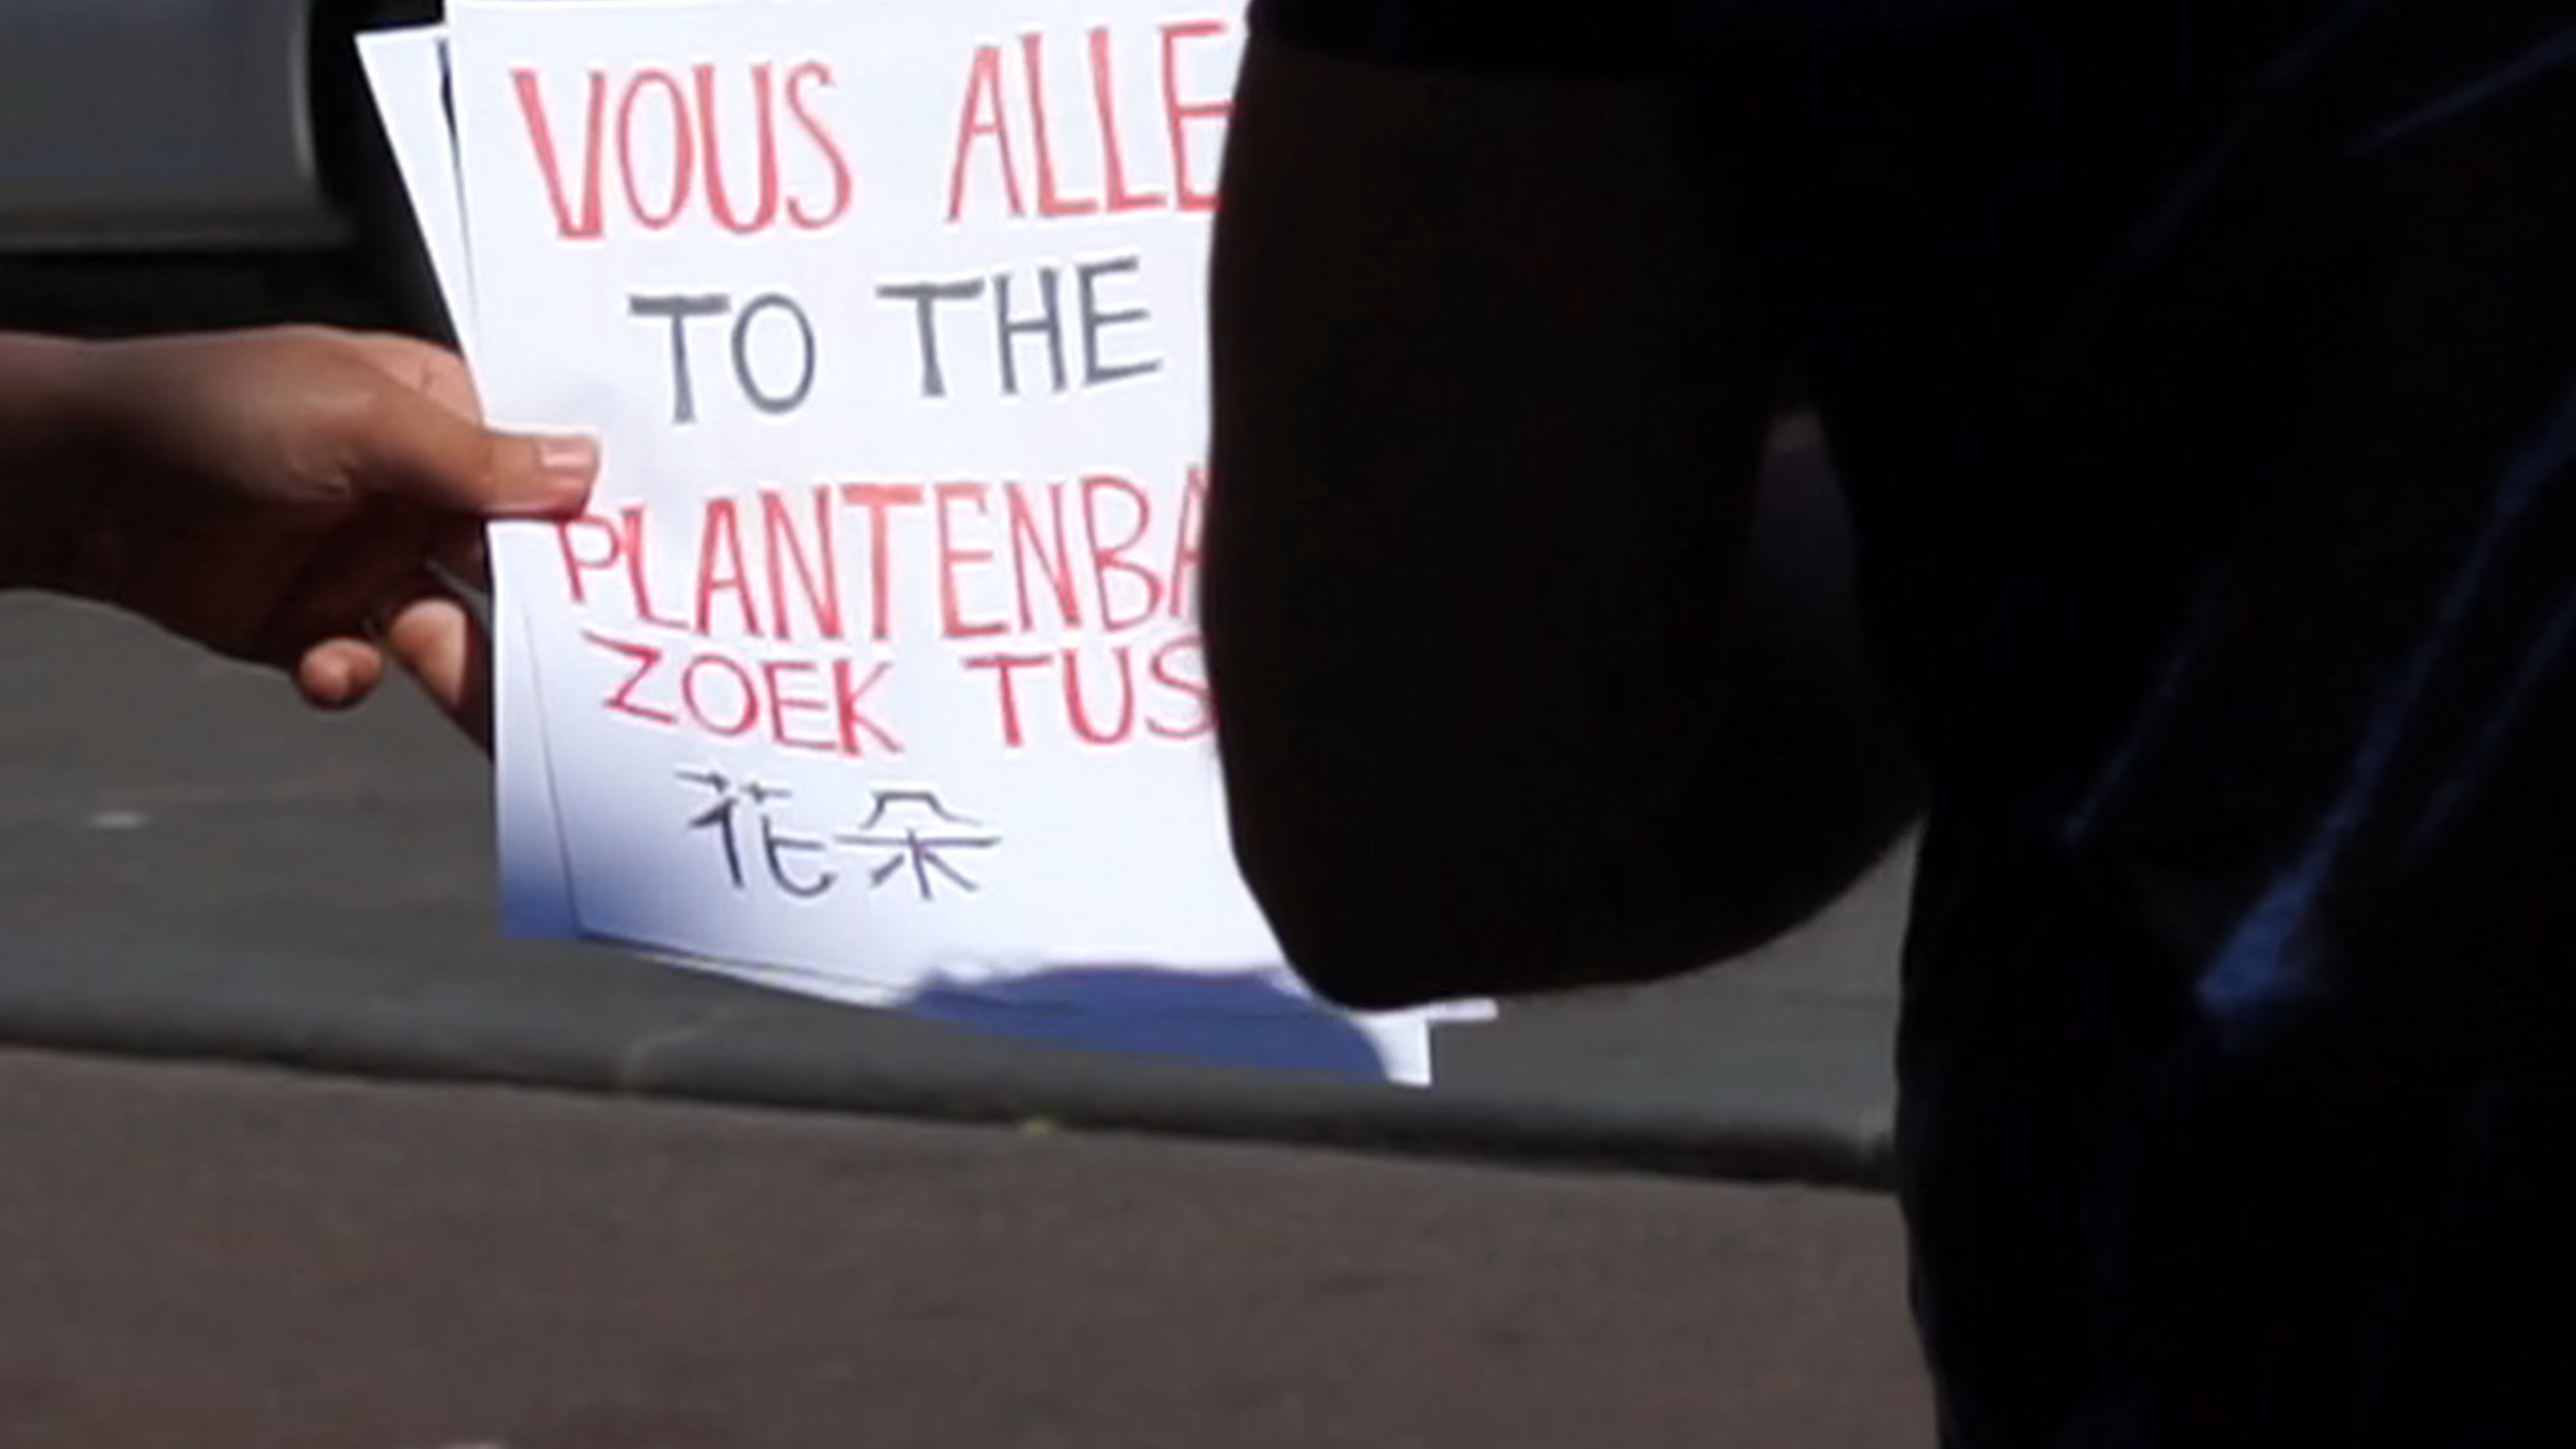 VOUS ALLE
TO THE
PLANTENBA
ZOEK TUS
花朵